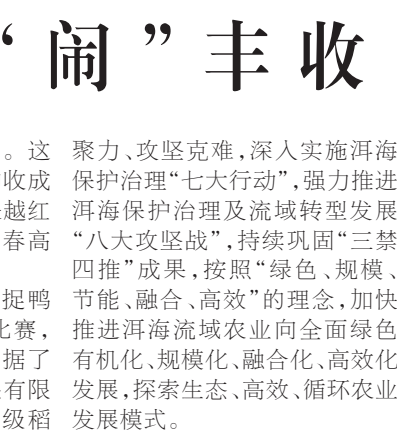 ‘闹”丰收
。这
收成
越红
春高
捉鸭
比赛，
据了
有限
级稻
聚力、攻坚克难，深入实施洱海
保护治理“七大行动”，强力推进
洱海保护治理及流域转型发展
“八大攻坚战”，持续巩固“三禁
四推”成果，按照“绿色、规模、
节能、融合、高效”的理念，加快
推进洱海流域农业向全面绿色
有机化、规模化、融合化、高效化
发展，探索生态、高效、循环农业
发展模式。